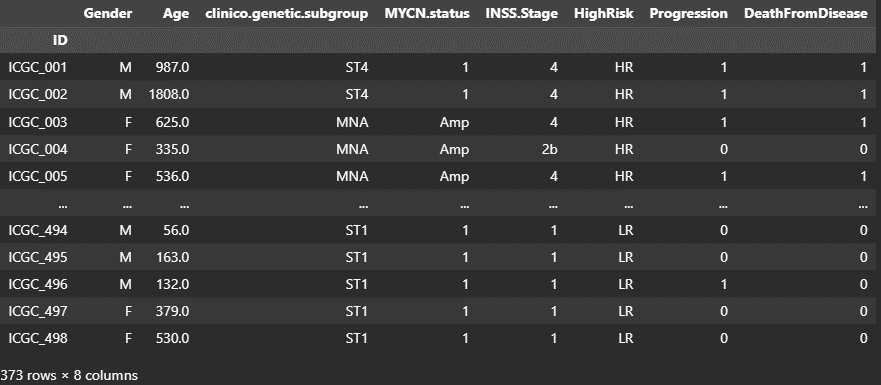 Gender Age clinico.genetic.subgroup MYCN.status INSS.Stage HighRisk Progression DeathFromDisease
ID
ICGC_001 M 987.0 ST4 1 4 HR 1 1
ICGC_002 M 1808.0 ST4 1 4 HR 1 1
ICGC_003 F 625.0 MNA Amp 4 HR 1 1
ICGC_004 F 335.0 MNA Amp 2b HR 0 0
ICGC_005 F 536.0 MNA Amp 4 HR 1 1
... ... ... ... ... ... ... ... ...
ICGC_494 M 56.0 ST1 1 1 LR 0 0
ICGC_495 M 163.0 ST1 1 1 LR 0 0
ICGC_496 M 132.0 ST1 1 1 LR 1 0
ICGC_497 F 379.0 ST1 1 1 LR 0 0
ICGC_498 F 530.0 ST1 1 1 LR 0 0
373 rows × 8 columns